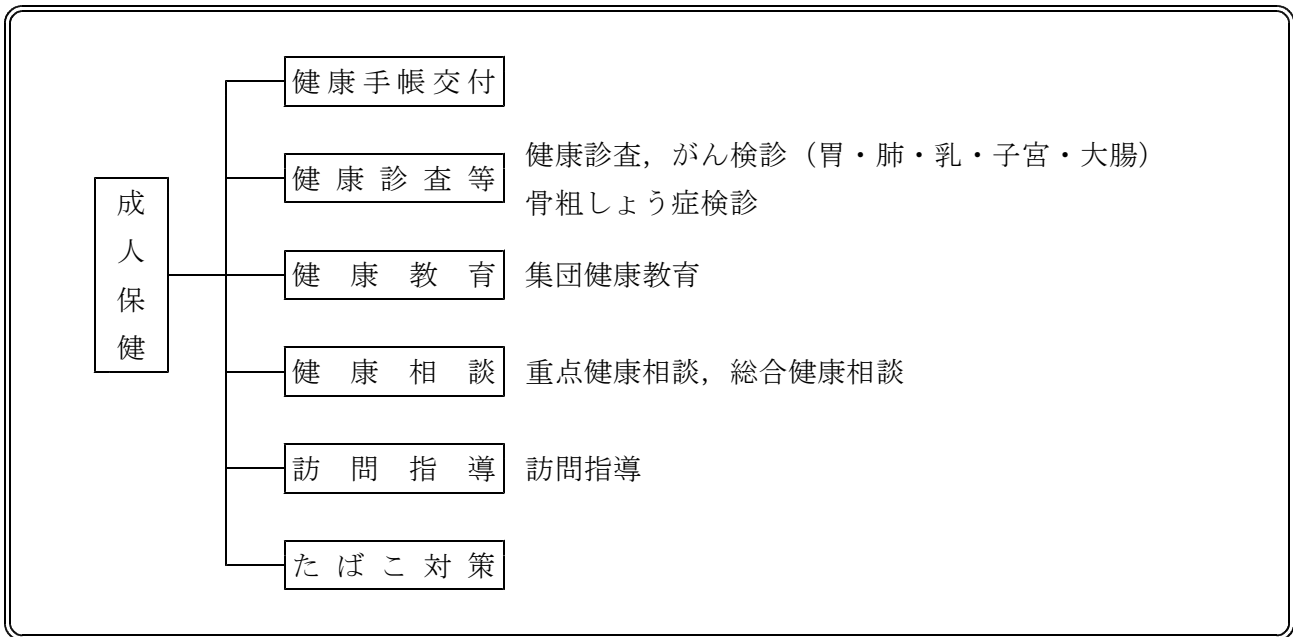 成人保健
健康手帳交付
健康診査等
健康診査，がん検診（胃・肺・乳・子宮・大腸）
骨粗しょう症検診
健康教育
集団健康教育
健康相談
重点健康相談，総合健康相談
訪問指導
訪問指導
たばこ対策